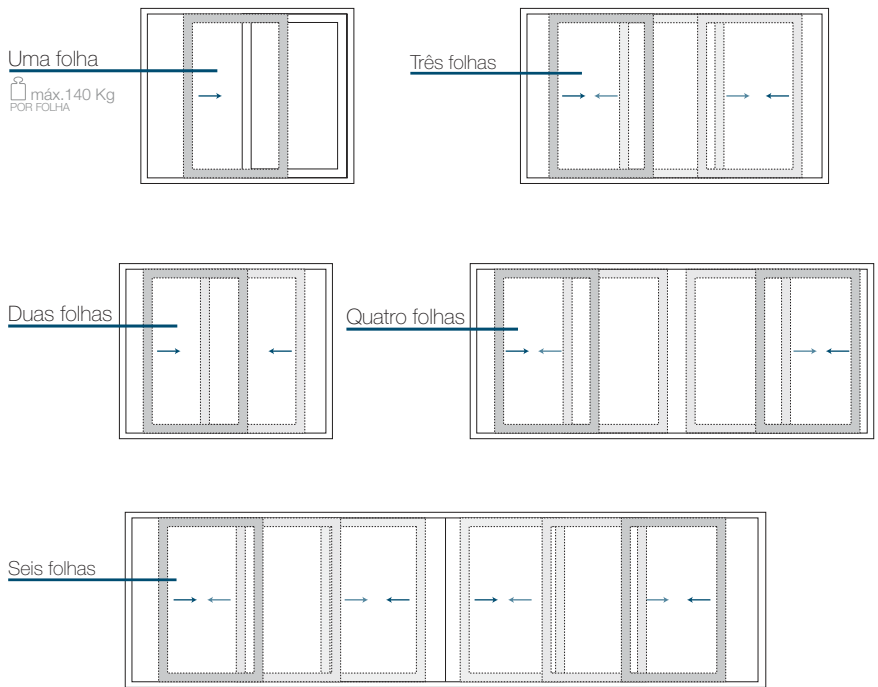 Uma folha
máx.140 Kg
POR FOLHA
Três folhas
Duas folhas
Quatro folhas
Seis folhas